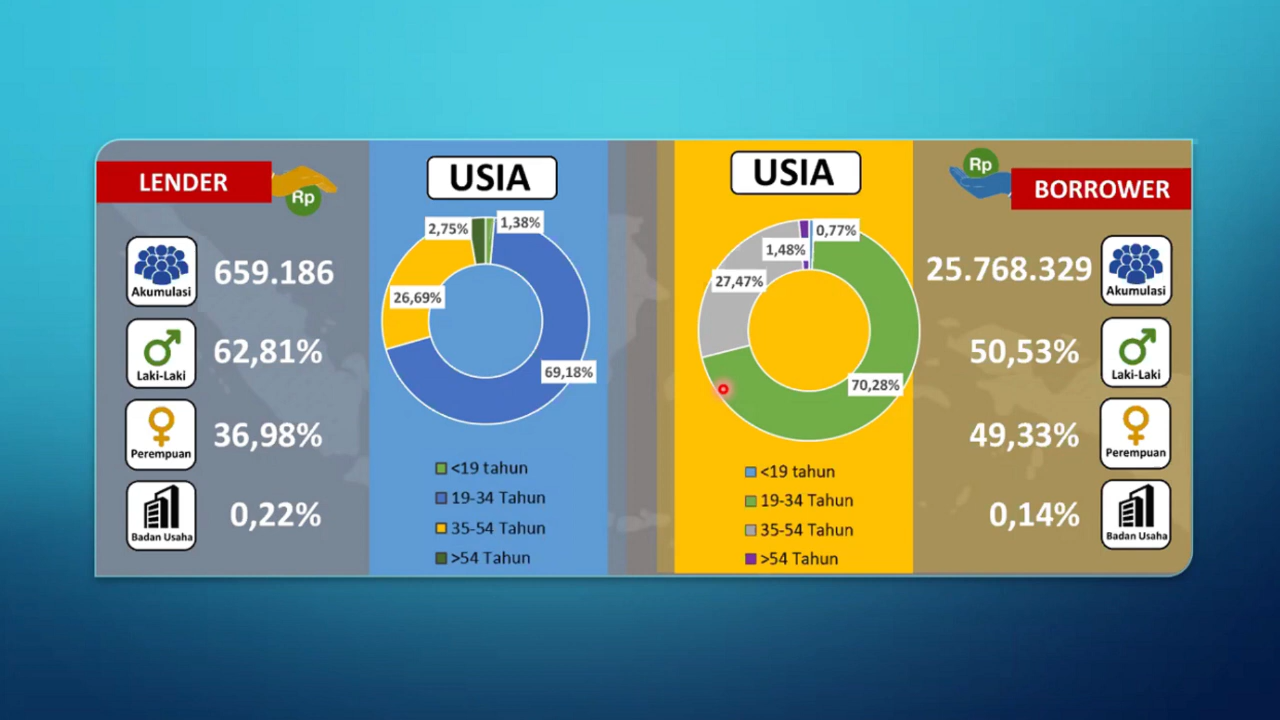 LENDER
Rp
Akumulasi
659.186
Laki-Laki
62,81%
Perempuan
36,98%
Badan Usaha
0,22%
USIA
2,75%
1,38%
26,69%
69,18%
<19 tahun
19-34 Tahun
35-54 Tahun
>54 Tahun
USIA
0,77%
1,48%
27,47%
70,28%
<19 tahun
19-34 Tahun
35-54 Tahun
>54 Tahun
Rp
BORROWER
25.768.329
Akumulasi
50,53%
Laki-Laki
49,33%
Perempuan
0,14%
Badan Usaha